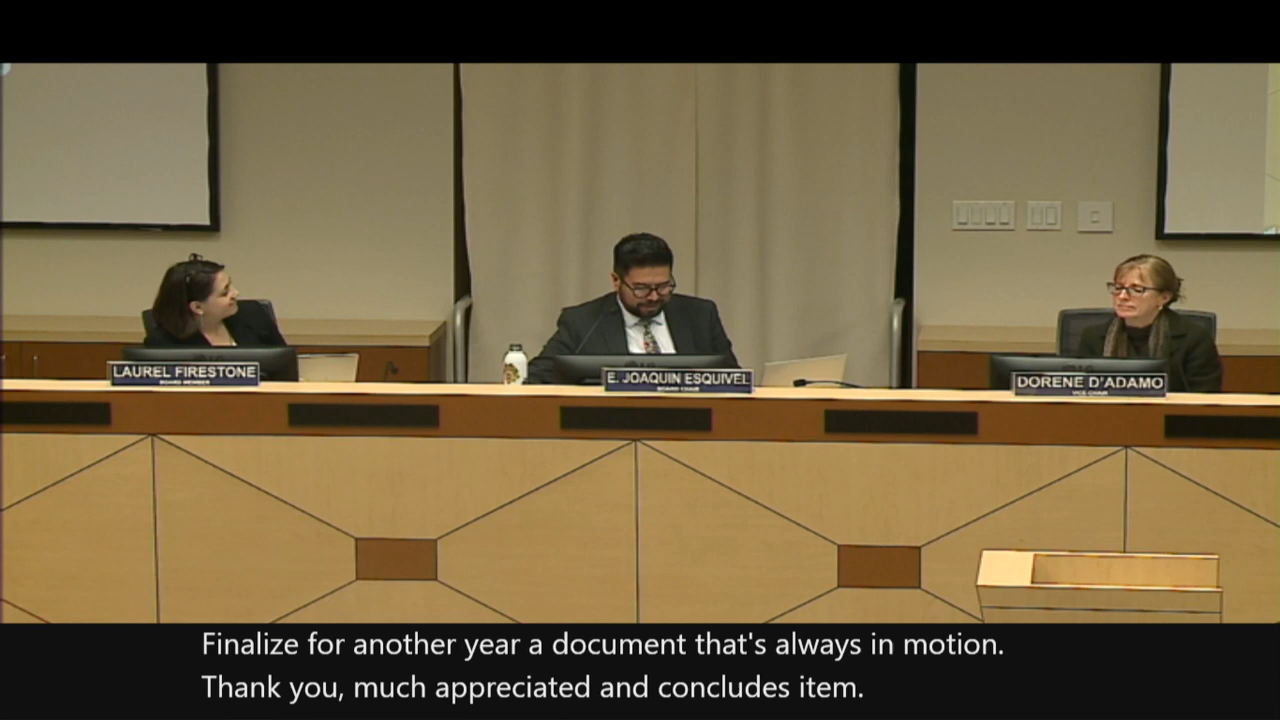 LAUREL FIRESTONE
BOARD MEMBER
E. JOAQUIN ESQUIVEL
BOARD CHAIR
DORENE D'ADAMO
VICE CHAIR
Finalize for another year a document that's always in motion.
Thank you, much appreciated and concludes item.